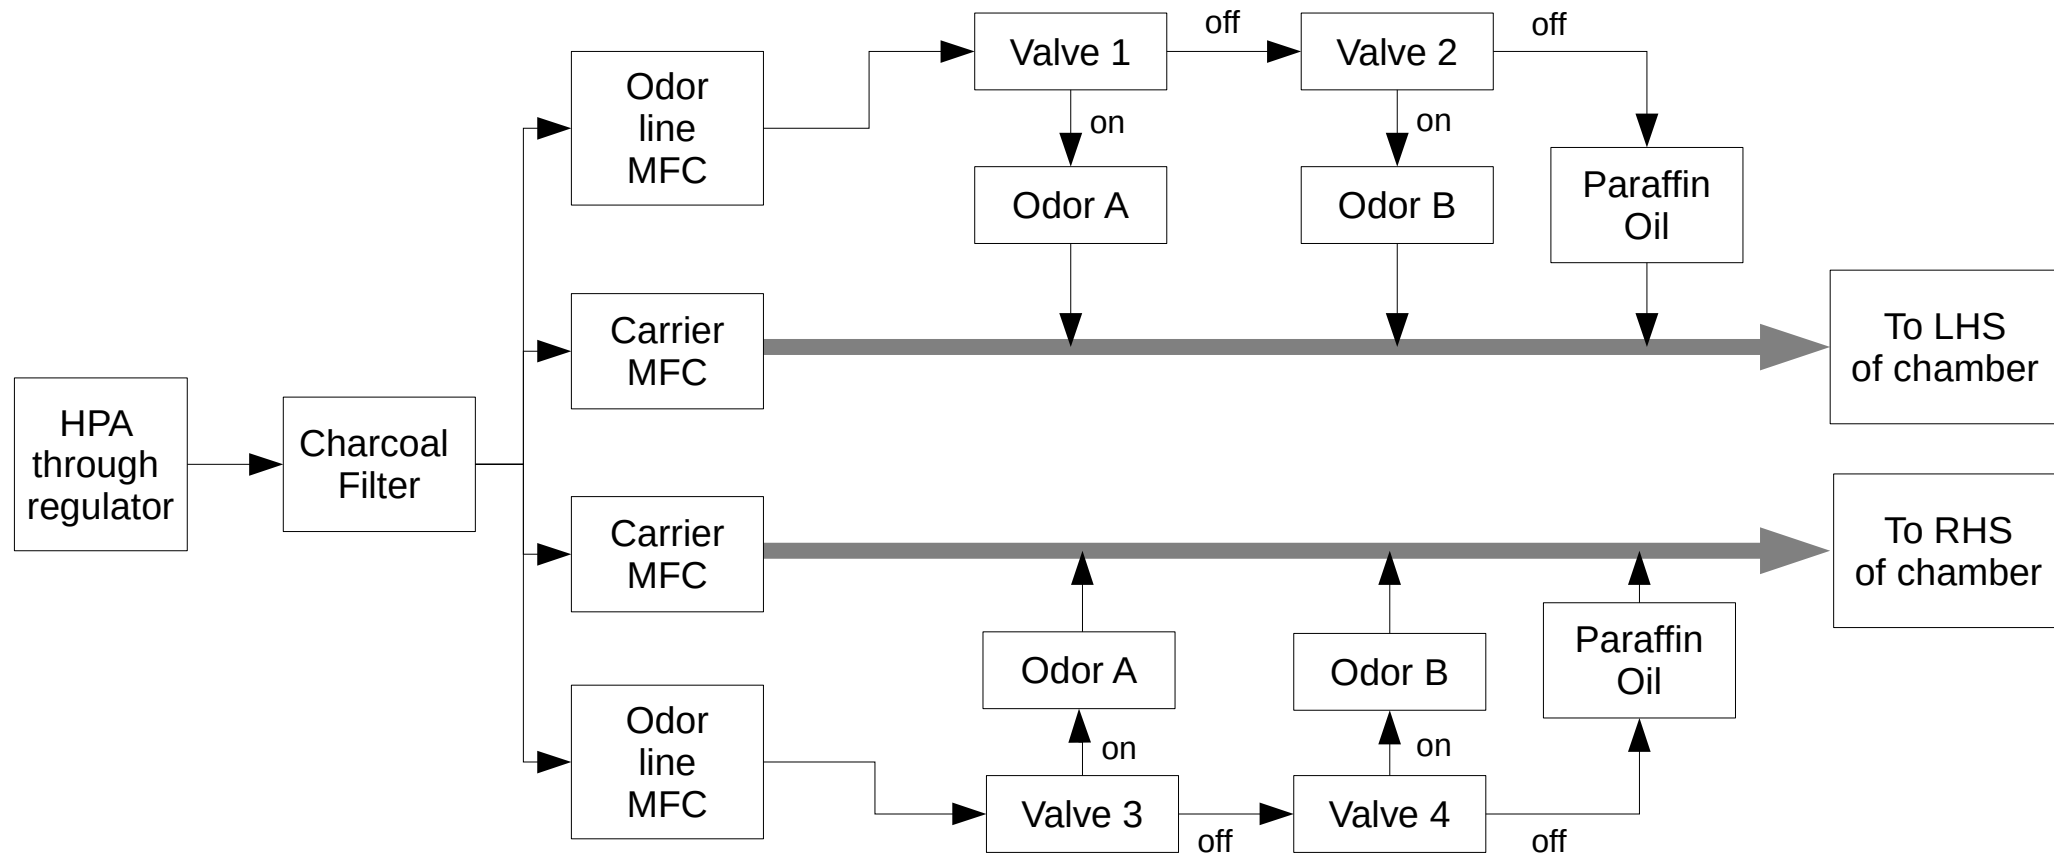 off
off
Valve 1
Valve 2
Odor
line
MFC
on
on
Odor A
Odor B
Paraffin
Oil
Carrier
MFC
To LHS
of chamber
HPA
through
regulator
Charcoal
Filter
Carrier
MFC
To RHS
of chamber
Odor A
Odor B
Paraffin
Oil
Odor
line
MFC
on
on
Valve 3
Valve 4
off
off